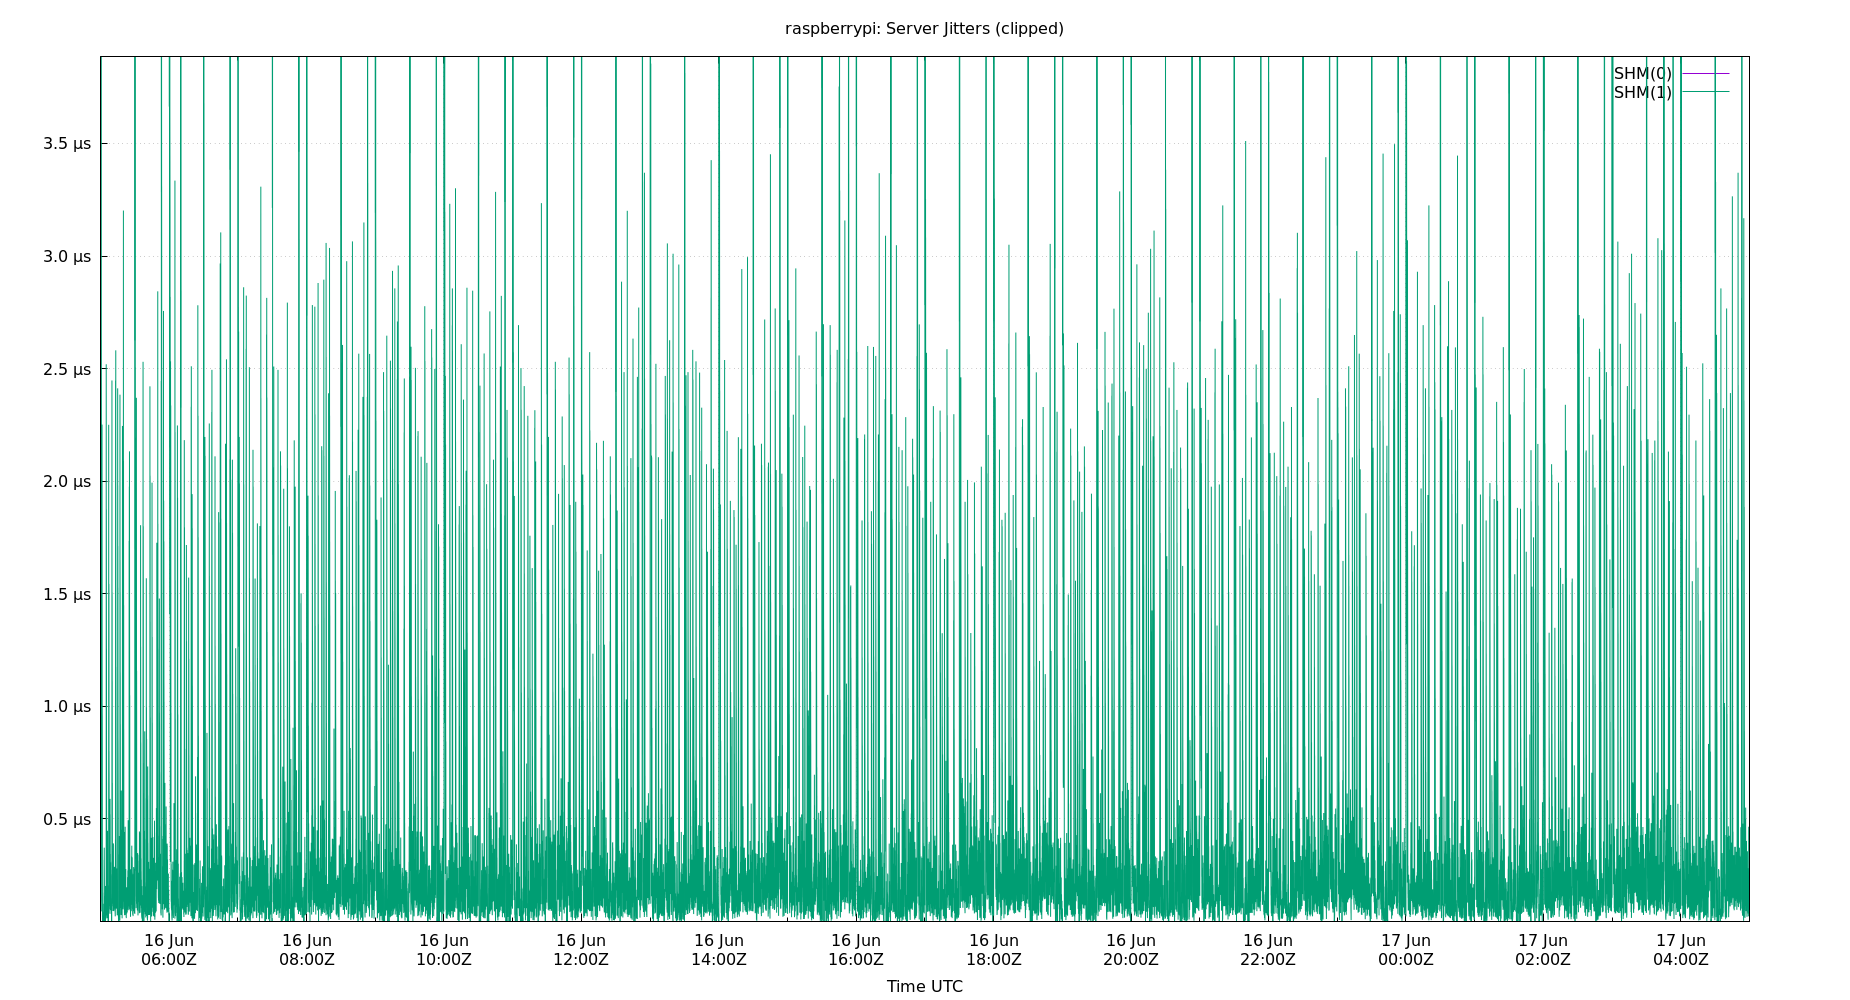 raspberrypi: Server Jitters (clipped)
SHM(0)
SHM(1)
3.5 μs
3.0 μs
2.5 μs
2.0 μs
1.5 μs
1.0 μs
0.5 μs
16 Jun 16 Jun 16 Jun 16 Jun 16 Jun 16 Jun 16 Jun 16 Jun 16 Jun 17 Jun 17 Jun 17 Jun
06:00Z 08:00Z 10:00Z 12:00Z 14:00Z 16:00Z 18:00Z 20:00Z 22:00Z 00:00Z 02:00Z 04:00Z
Time UTC